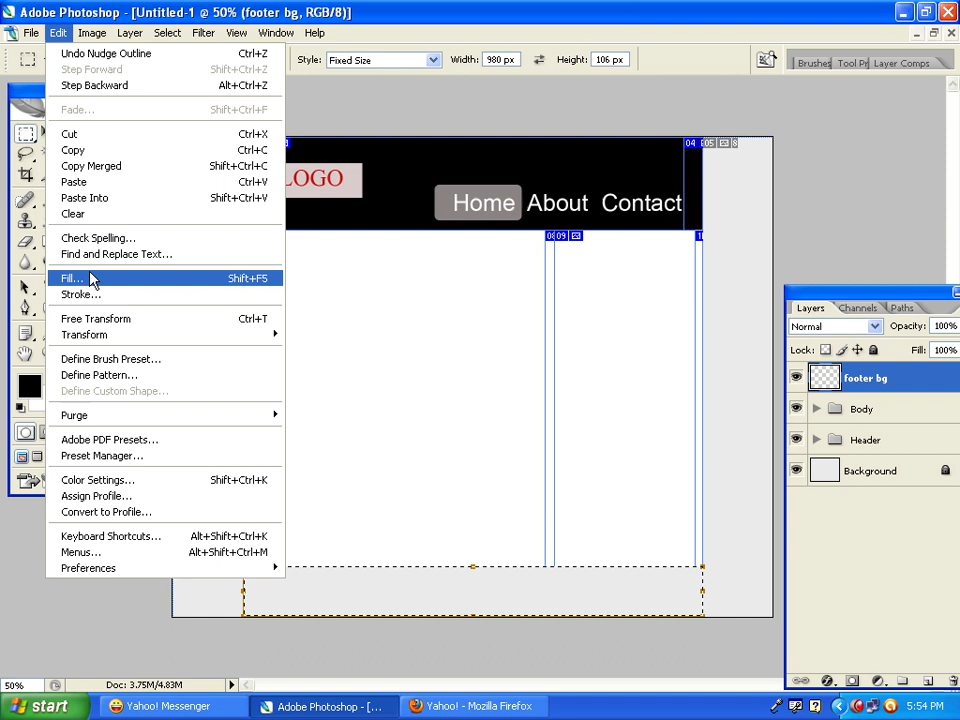 Adobe Photoshop - [Untitled-1 @ 50% (footer bg, RGB/8)]
File Edit Image Layer Select Filter View Window Help
Style: Fixed Size Width: 980 px Height: 106 px
Brushes Tool Pr Layer Comps
Undo Nudge Outline Ctrl+Z
Step Forward Shift+Ctrl+Z
Step Backward Alt+Ctrl+Z
Fade... Shift+Ctrl+F
Cut Ctrl+X
Copy Ctrl+C
Copy Merged Shift+Ctrl+C
Paste Ctrl+V
Paste Into Shift+Ctrl+V
Clear
Check Spelling...
Find and Replace Text...
Fill... Shift+F5
Stroke...
Free Transform Ctrl+T
Transform
Define Brush Preset...
Define Pattern...
Define Custom Shape...
Purge
Adobe PDF Presets...
Preset Manager...
Color Settings... Shift+Ctrl+K
Assign Profile...
Convert to Profile...
Keyboard Shortcuts... Alt+Shift+Ctrl+K
Menus... Alt+Shift+Ctrl+M
Preferences
04 05
LOGO
Home About Contact
09
Layers Channels Paths
Normal Opacity: 100%
Lock: Fill: 100%
footer bg
Body
Header
Background
50% Doc: 3.75M/4.83M
start Yahoo! Messenger Adobe Photoshop - [... Yahoo! - Mozilla Firefox 5:54 PM